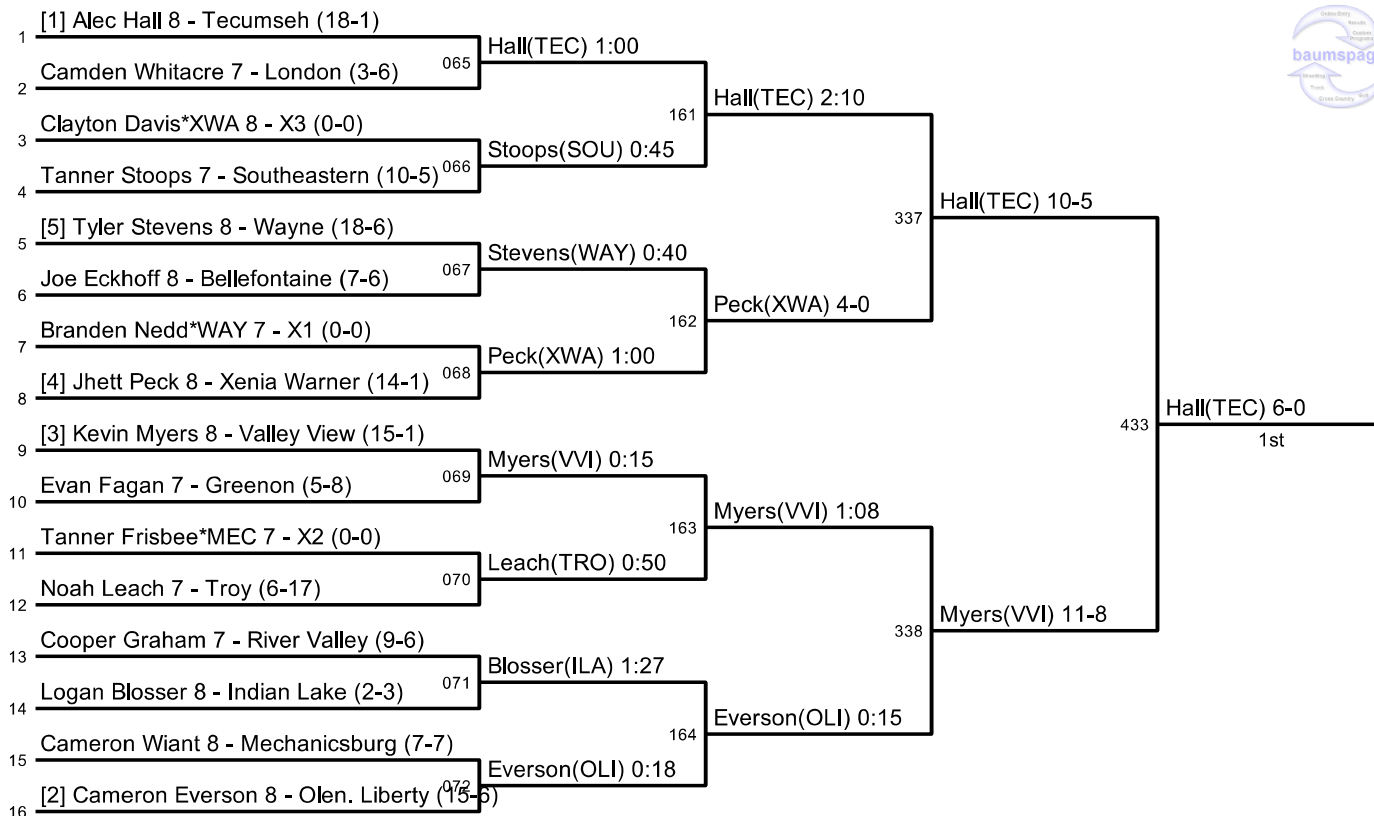 [1] Alec Hall 8 - Tecumseh (18-1)
1
Camden Whitacre 7 - London (3-6)
2
065
Hall(TEC) 1:00
Clayton Davis*XWA 8 - X3 (0-0)
3
Tanner Stoops 7 - Southeastern (10-5)
4
066
Stoops(SOU) 0:45
161
Hall(TEC) 2:10
[5] Tyler Stevens 8 - Wayne (18-6)
5
Joe Eckhoff 8 - Bellefontaine (7-6)
6
067
Stevens(WAY) 0:40
Branden Nedd*WAY 7 - X1 (0-0)
7
[4] Jhett Peck 8 - Xenia Warner (14-1)
8
068
Peck(XWA) 1:00
162
Peck(XWA) 4-0
337
Hall(TEC) 10-5
[3] Kevin Myers 8 - Valley View (15-1)
9
Evan Fagan 7 - Greenon (5-8)
10
069
Myers(VVI) 0:15
Tanner Frisbee*MEC 7 - X2 (0-0)
11
Noah Leach 7 - Troy (6-17)
12
070
Leach(TRO) 0:50
163
Myers(VVI) 1:08
Cooper Graham 7 - River Valley (9-6)
13
Logan Blosser 8 - Indian Lake (2-3)
14
071
Blosser(ILA) 1:27
Cameron Wiant 8 - Mechanicsburg (7-7)
15
[2] Cameron Everson 8 - Olen. Liberty (15-6)
16
072
Everson(OLI) 0:18
164
Everson(OLI) 0:15
338
Myers(VVI) 11-8
433
Hall(TEC) 6-0
1st
Online Entry
Results
Custom
Programs
baumspag
Wrestling
Track
Cross Country